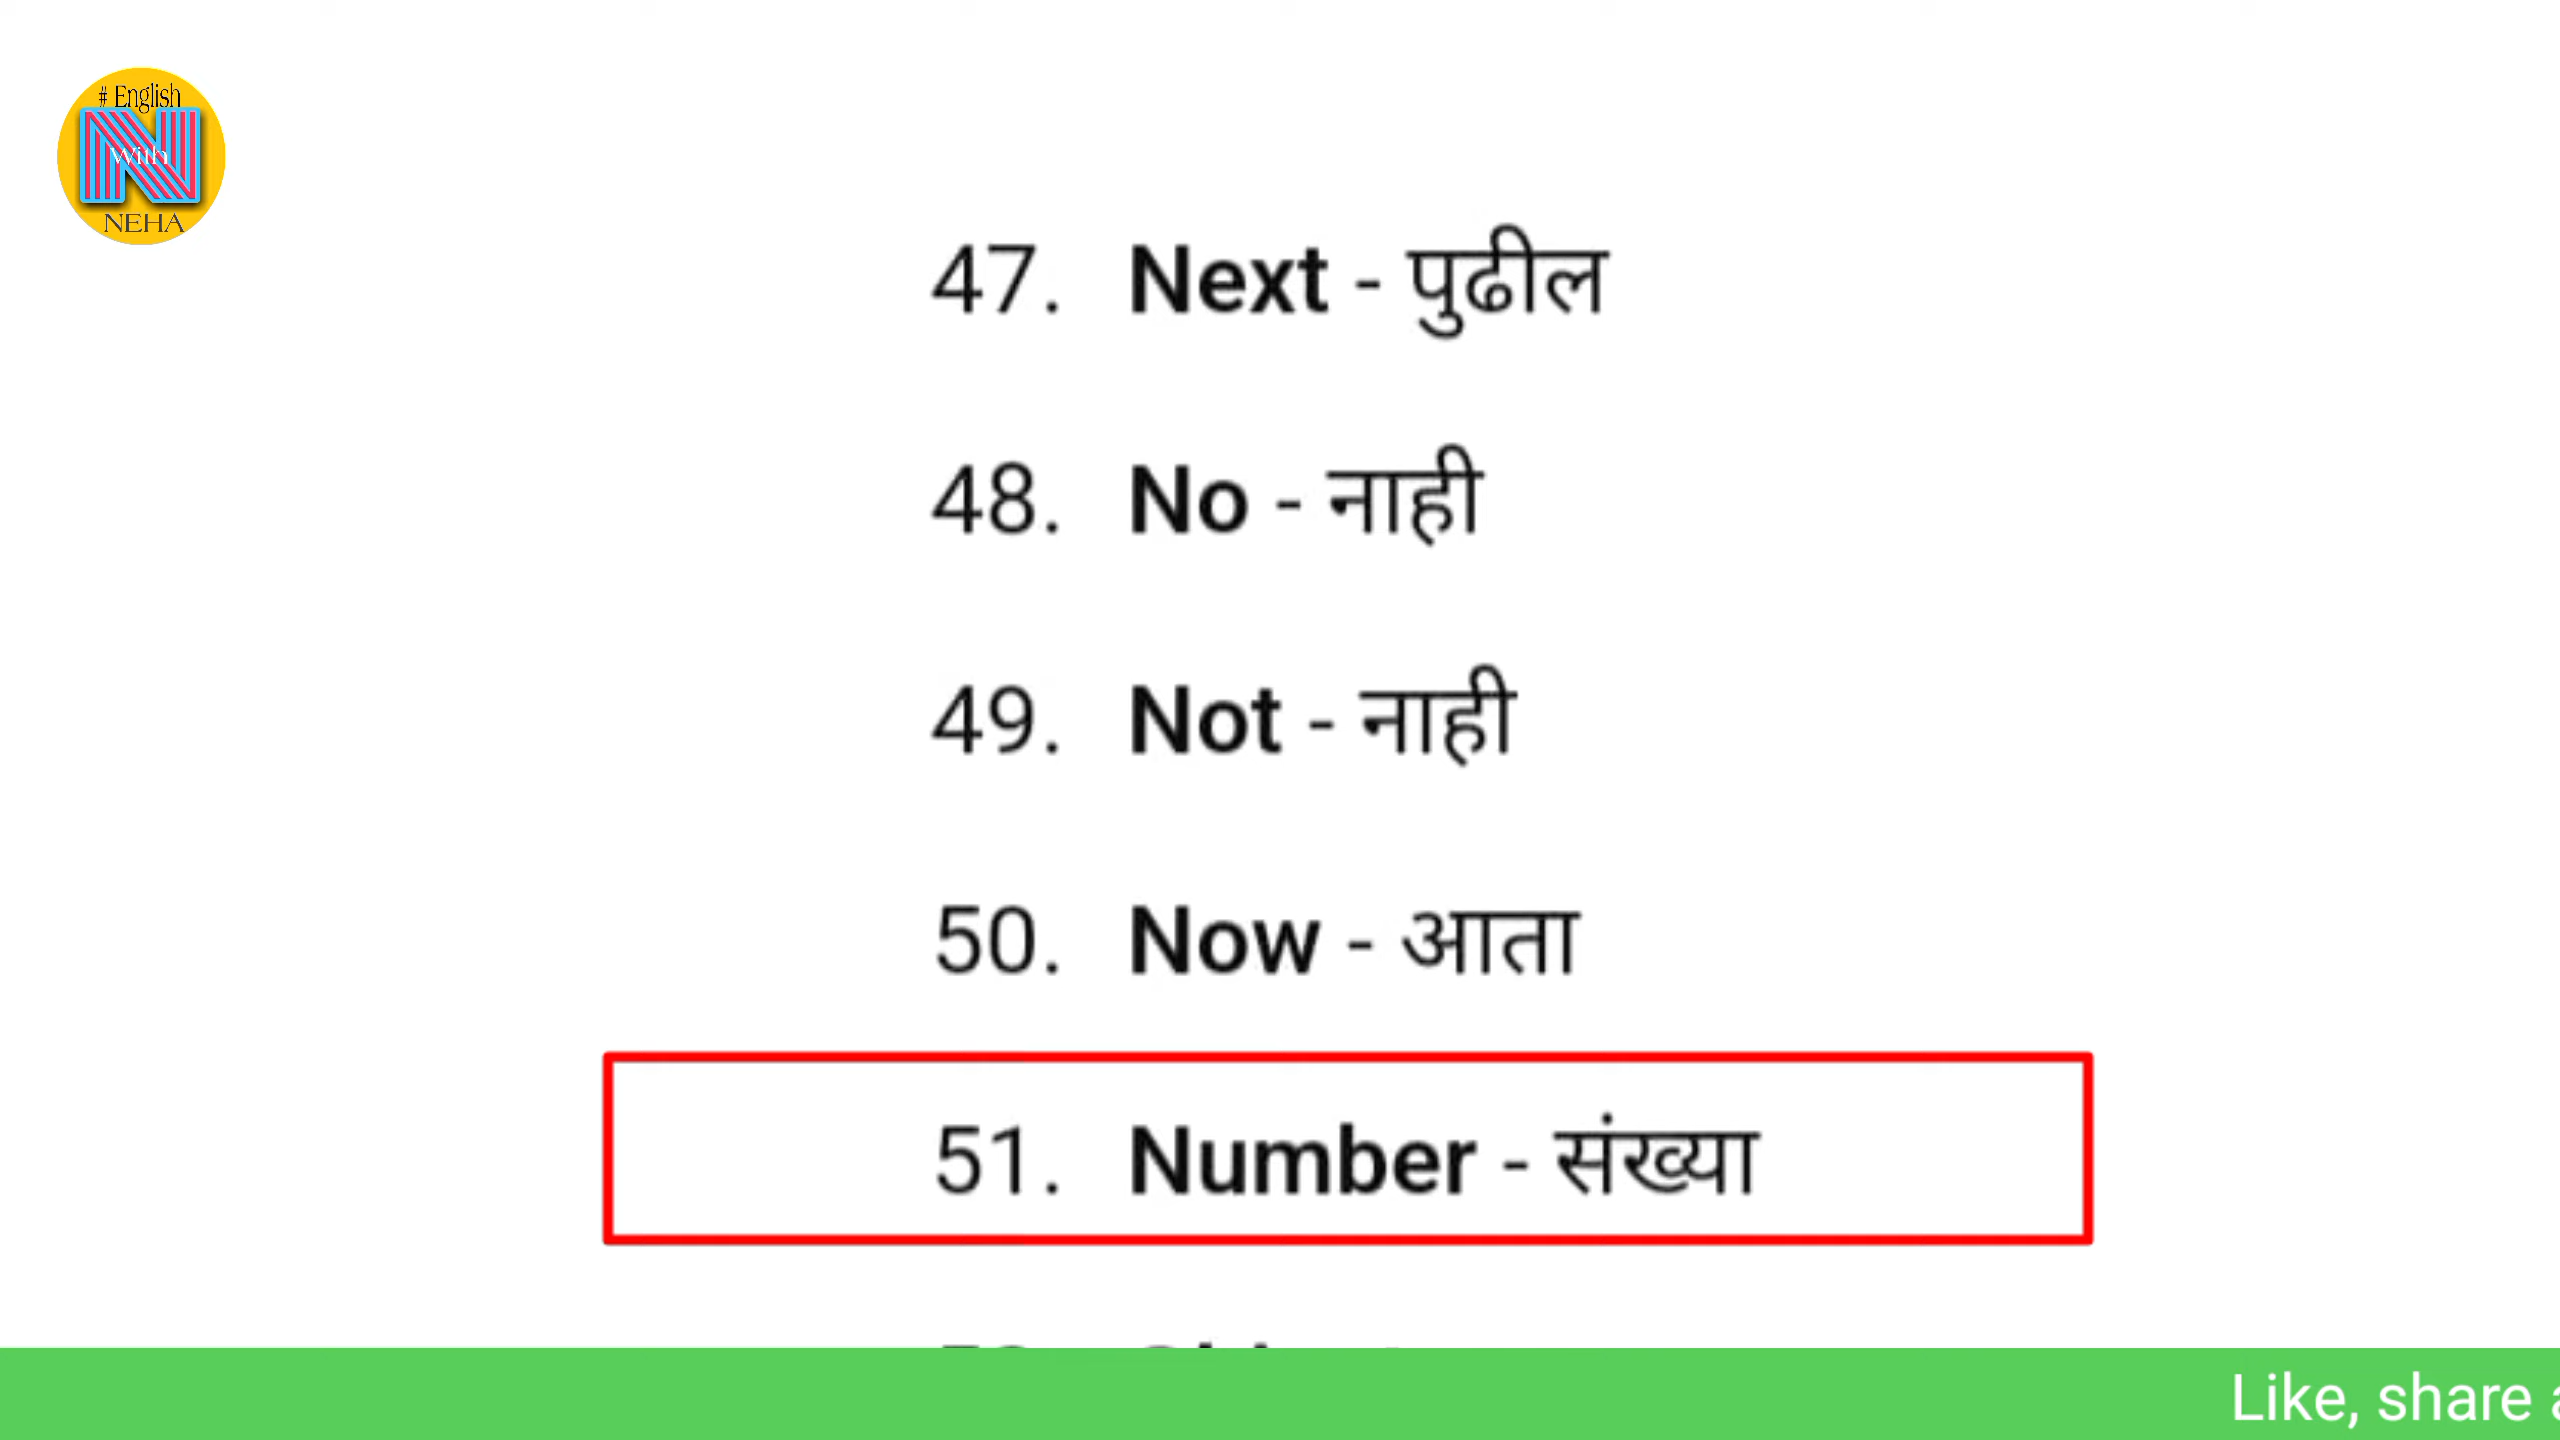 # English
With
NEHA
47. Next - पुढील
48. No - नाही
49. Not - नाही
50. Now - आता
51. Number - संख्या
Like, share